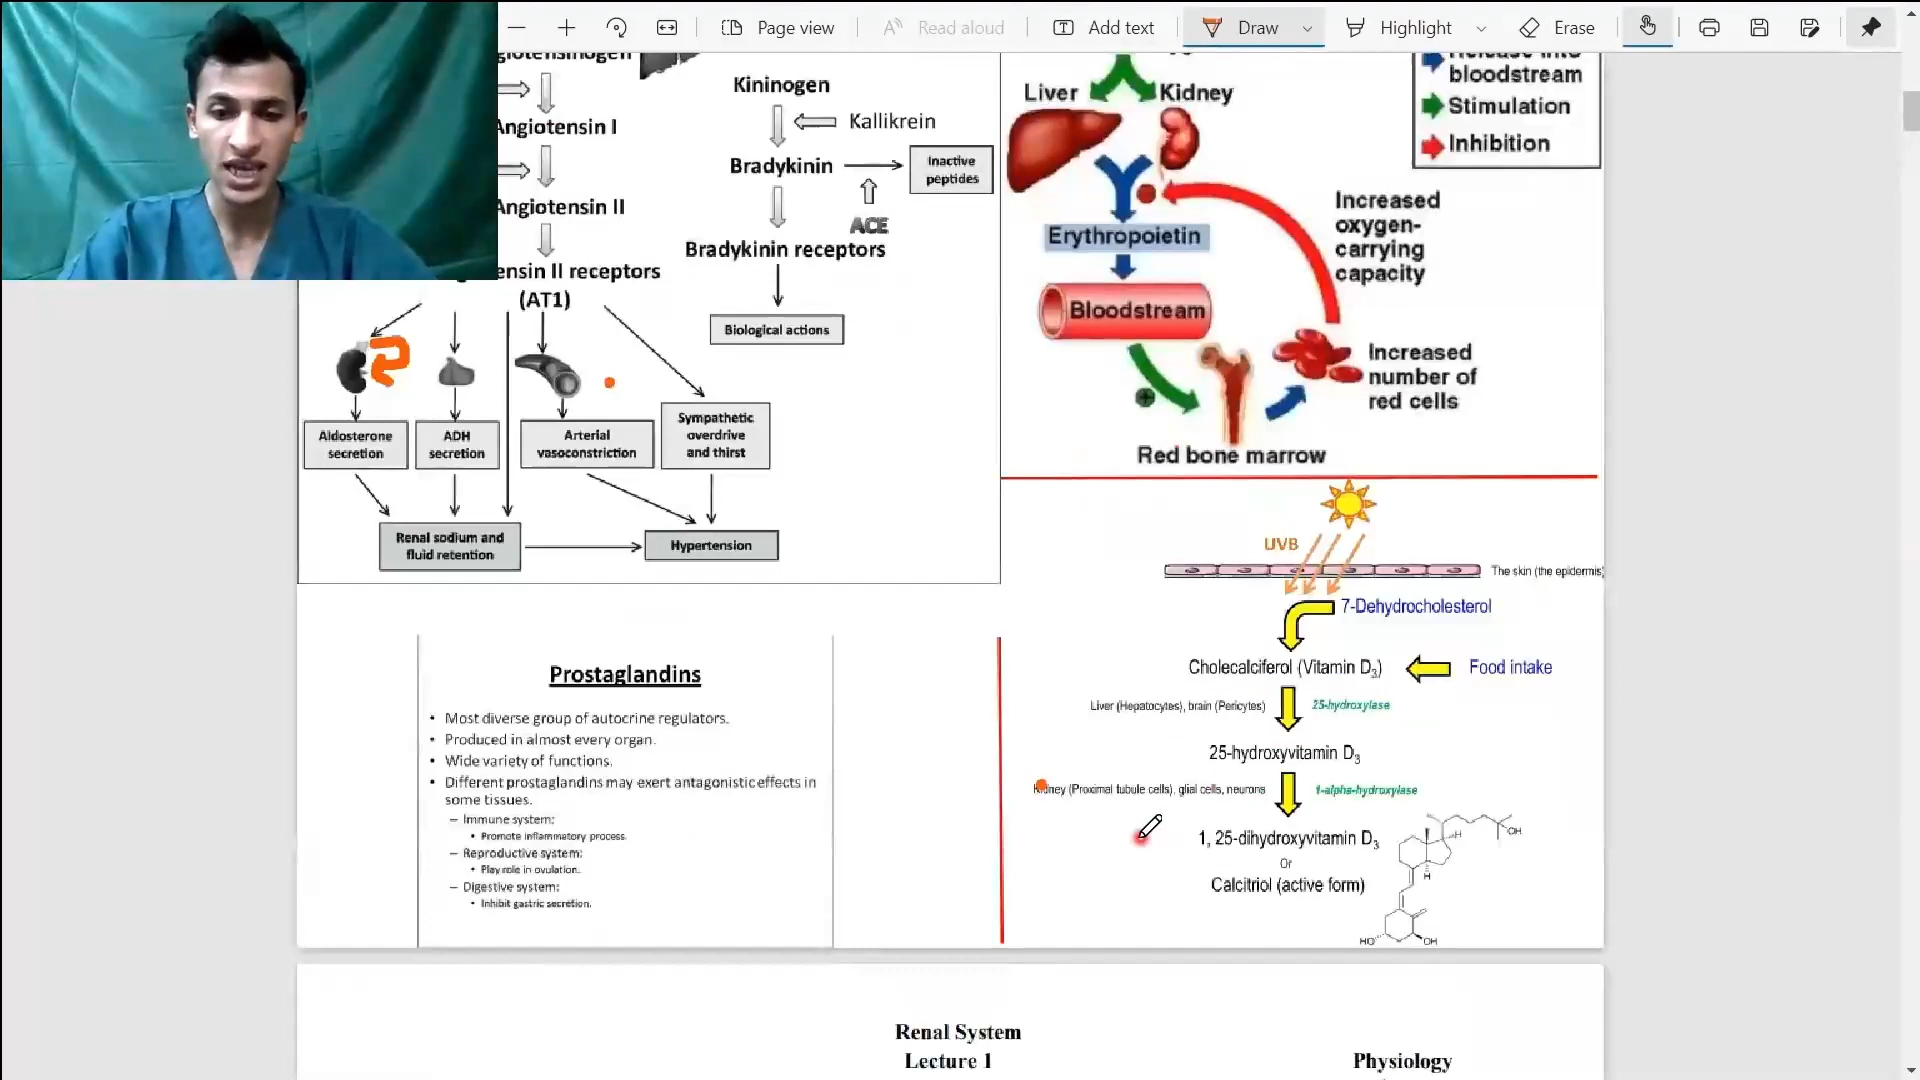 Page view
Read aloud
Add text
Draw
Highlight
Erase
Angiotensin I
Angiotensin II
ensin II receptors
(AT1)
Aldosterone
secretion
ADH
secretion
Arterial
vasoconstriction
Sympathetic
overdrive
and thirst
Renal sodium and
fluid retention
Hypertension
Kininogen
Kallikrein
Bradykinin
Inactive
peptides
ACE
Bradykinin receptors
Biological actions
bloodstream
Stimulation
Inhibition
Liver
Kidney
Erythropoietin
Bloodstream
Increased
oxygen-
carrying
capacity
Increased
number of
red cells
Red bone marrow
UVB
The skin (the epidermis)
7-Dehydrocholesterol
Cholecalciferol (Vitamin D3)
Food intake
Liver (Hepatocytes), brain (Pericytes)
25-hydroxylase
25-hydroxyvitamin D3
Kidney (Proximal tubule cells), glial cells, neurons
1-alpha-hydroxylase
1, 25-dihydroxyvitamin D3
Or
Calcitriol (active form)
H
OH
H
HO
OH
Prostaglandins
• Most diverse group of autocrine regulators.
• Produced in almost every organ.
• Wide variety of functions.
• Different prostaglandins may exert antagonistic effects in
some tissues.
– Immune system:
• Promote inflammatory process.
– Reproductive system:
• Play role in ovulation.
– Digestive system:
• Inhibit gastric secretion.
Renal System
Lecture 1
Physiology